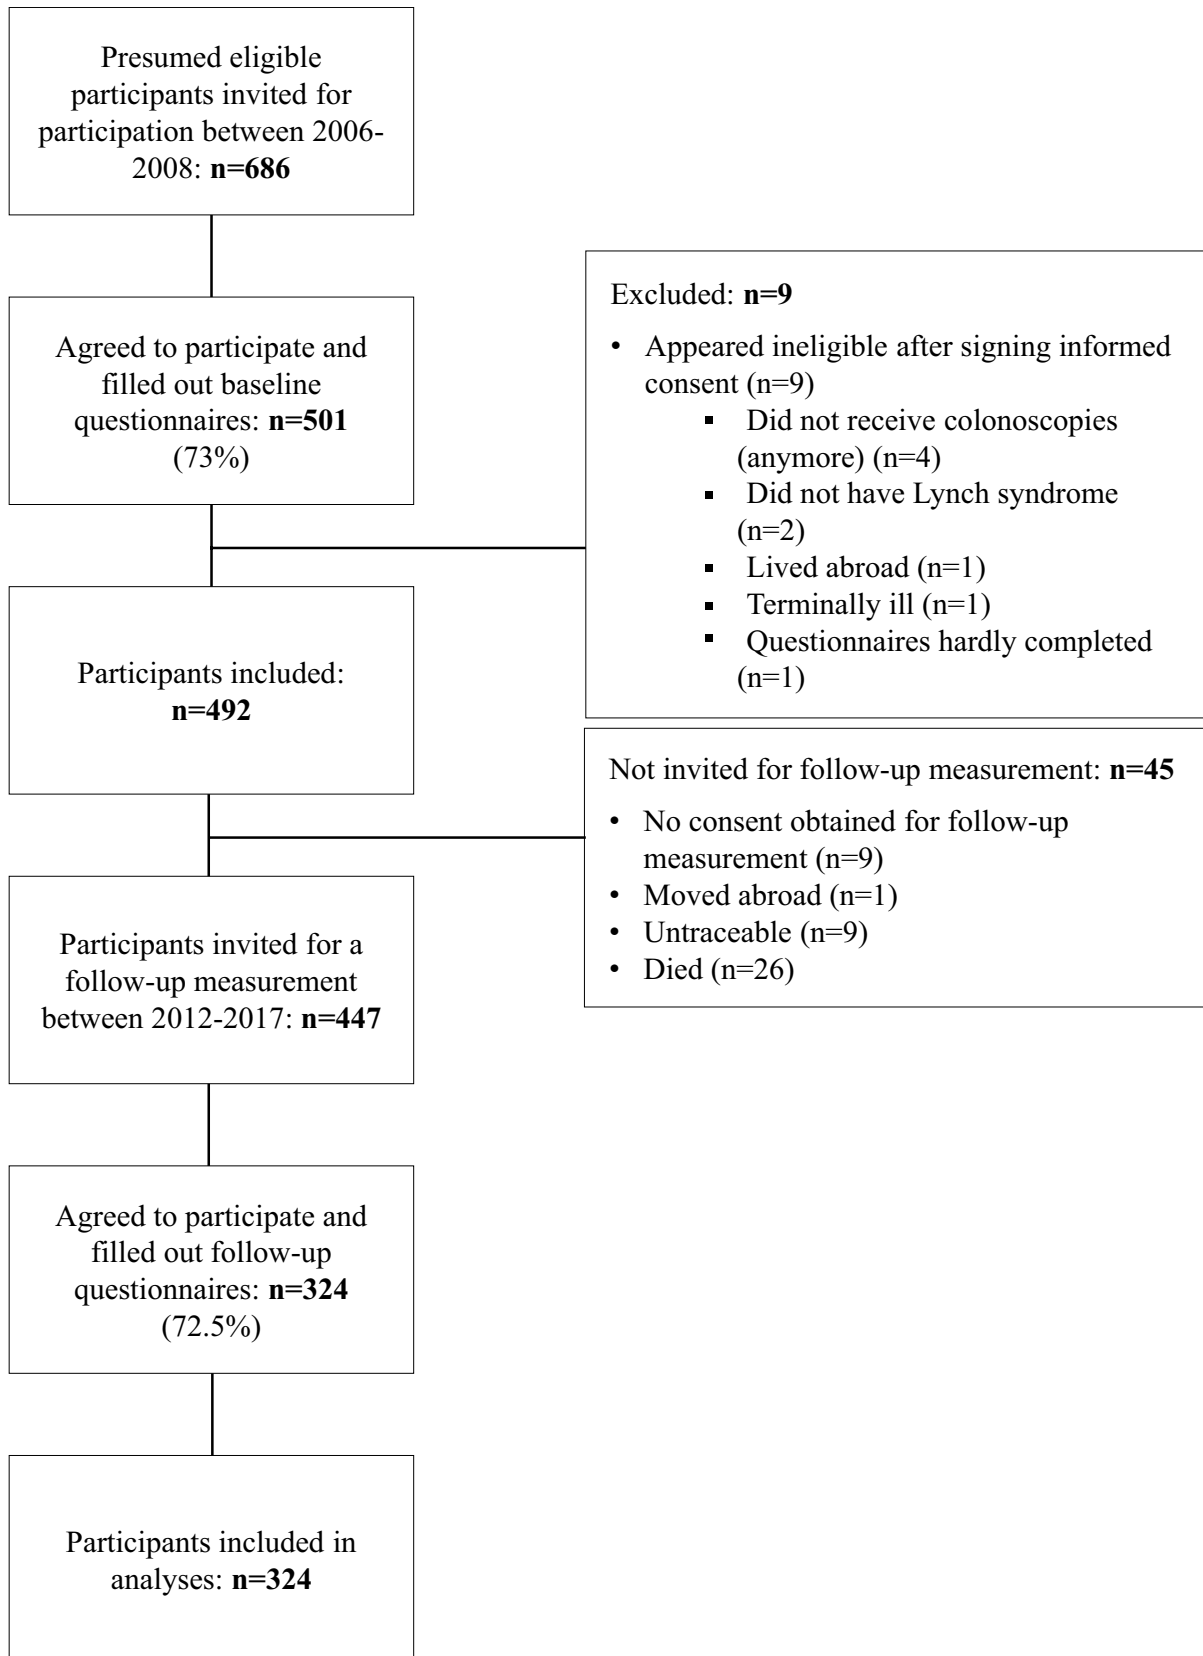 Presumed eligible
participants invited for
participation between 2006-
2008: n=686
Agreed to participate and
filled out baseline
questionnaires: n=501
(73%)
Excluded: n=9
• Appeared ineligible after signing informed
consent (n=9)
▪ Did not receive colonoscopies
(anymore) (n=4)
▪ Did not have Lynch syndrome
(n=2)
▪ Lived abroad (n=1)
▪ Terminally ill (n=1)
▪ Questionnaires hardly completed
(n=1)
Participants included:
n=492
Not invited for follow-up measurement: n=45
• No consent obtained for follow-up
measurement (n=9)
• Moved abroad (n=1)
• Untraceable (n=9)
• Died (n=26)
Participants invited for a
follow-up measurement
between 2012-2017: n=447
Agreed to participate and
filled out follow-up
questionnaires: n=324
(72.5%)
Participants included in
analyses: n=324